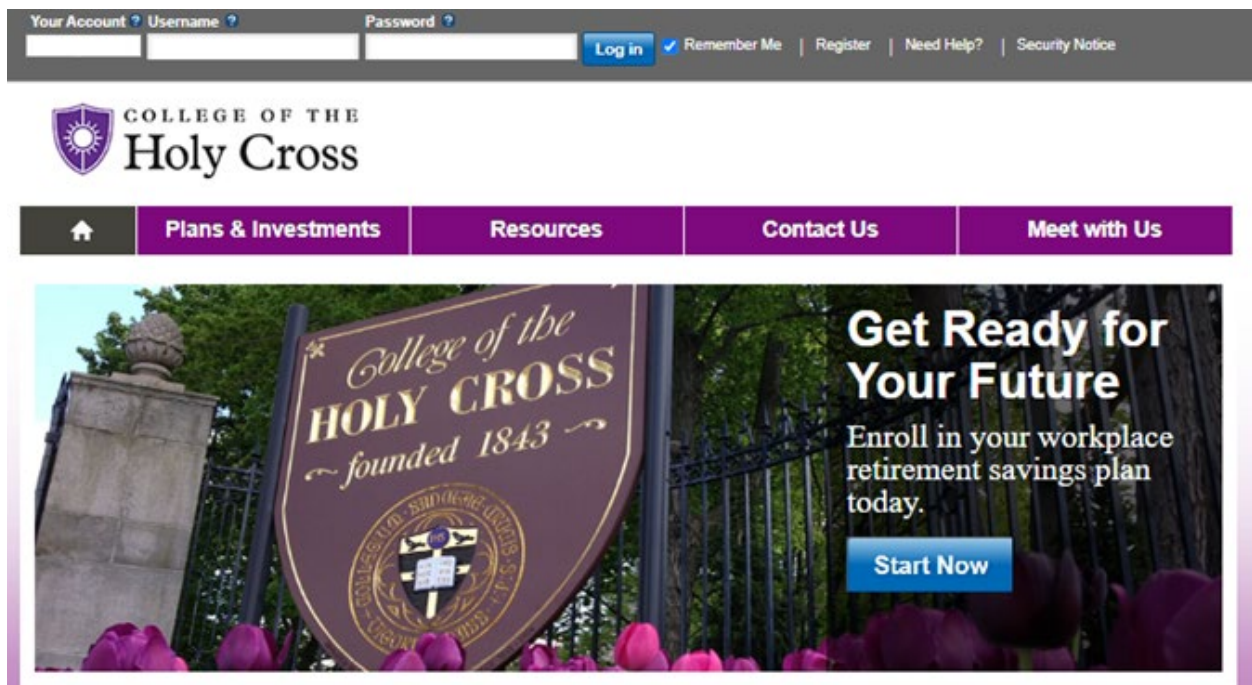 Your Account ? Username ? Password ?
Log in Remember Me | Register | Need Help? | Security Notice
COLLEGE OF THE
Holy Cross
Plans & Investments Resources Contact Us Meet with Us
College of the
HOLY CROSS
founded 1843
Get Ready for
Your Future
Enroll in your workplace
retirement savings plan
today.
Start Now